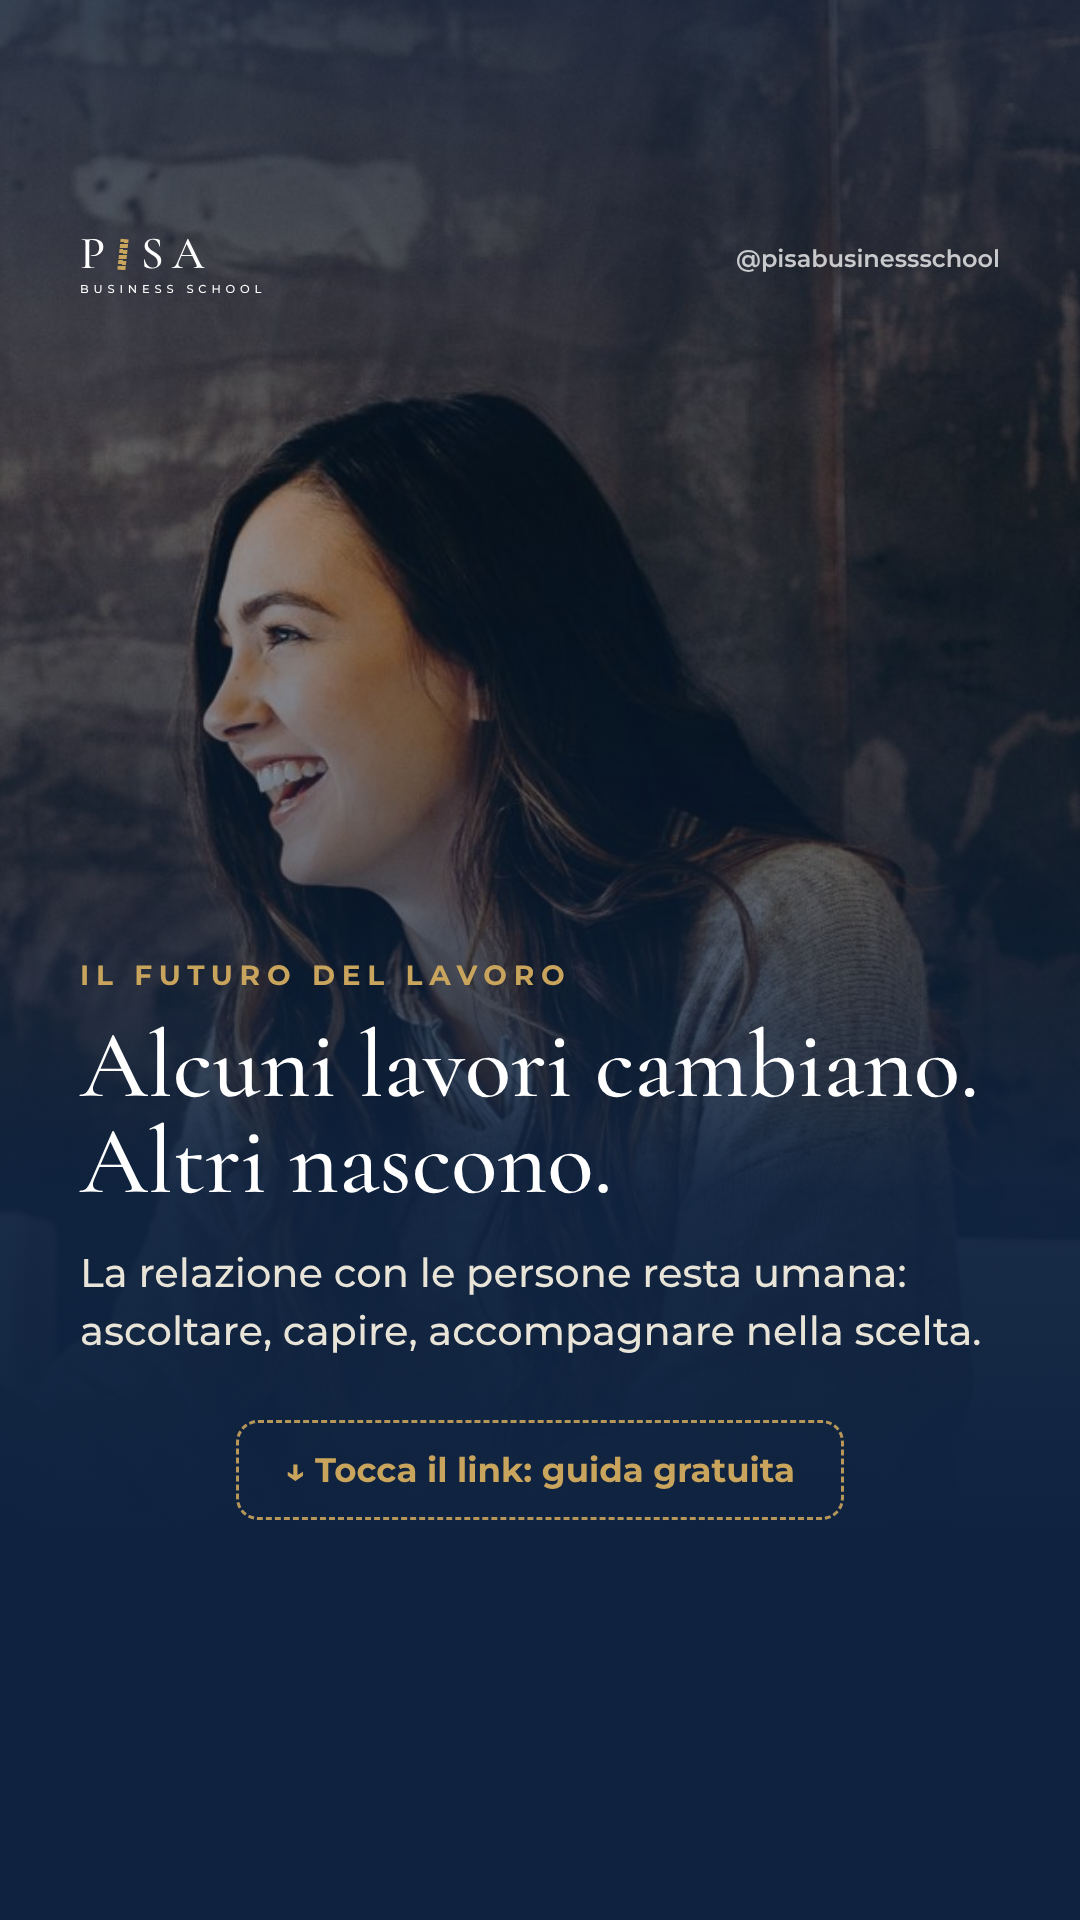 PISA
BUSINESS SCHOOL
@pisabusinessschool
IL FUTURO DEL LAVORO
Alcuni lavori cambiano.
Altri nascono.
La relazione con le persone resta umana:
ascoltare, capire, accompagnare nella scelta.
↓ Tocca il link: guida gratuita